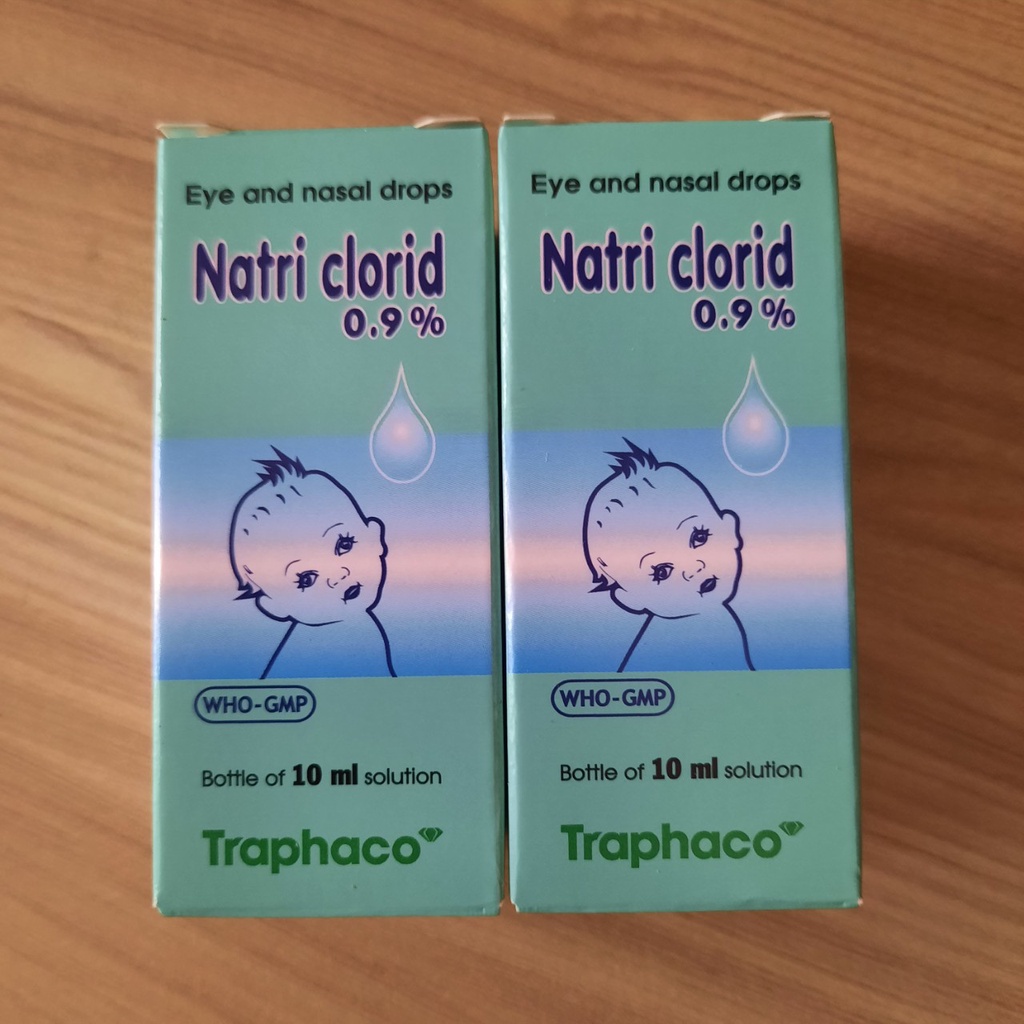 Eye and nasal drops
Natri clorid
0.9%
WHO-GMP
Bottle of 10 ml solution
Traphaco
Eye and nasal drops
Natri clorid
0.9%
WHO-GMP
Bottle of 10 ml solution
Traphaco